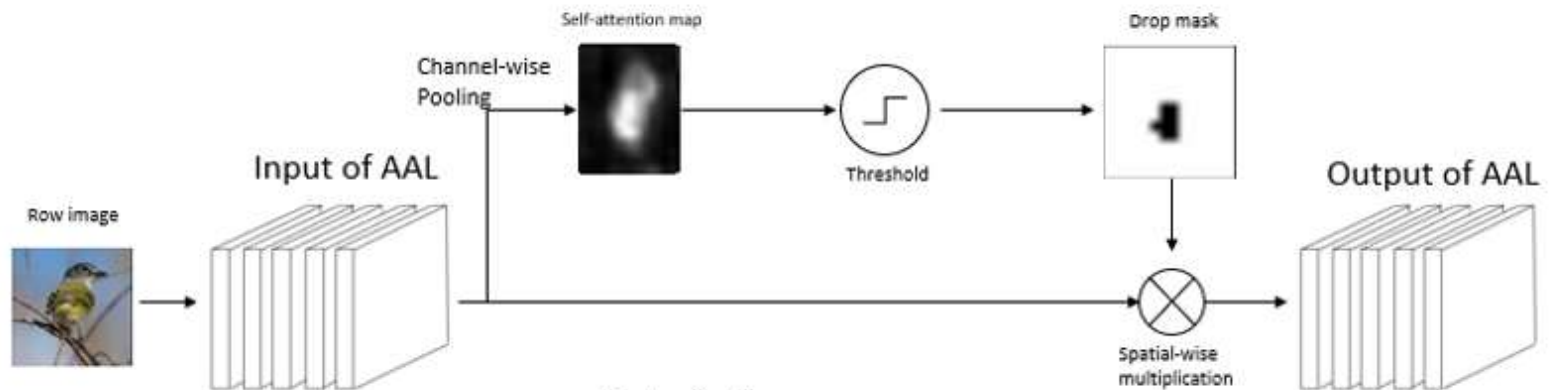 Self-attention map
Drop mask
Channel-wise
Pooling
Input of AAL
Threshold
Output of AAL
Row image
Spatial-wise
multiplication